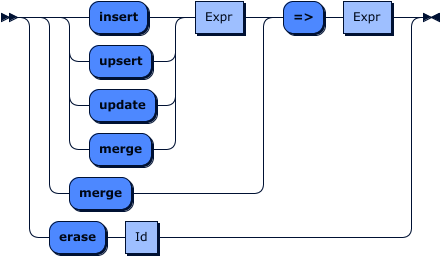 insert Expr => Expr
upsert
update
merge
merge
erase Id